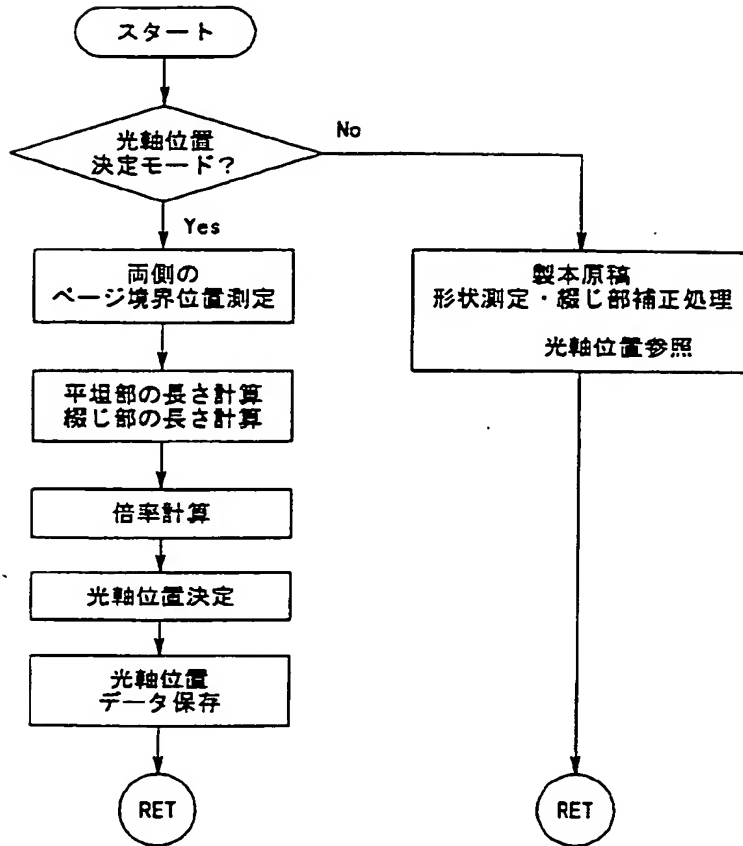 スタート
光軸位置
決定モード?
No
Yes
両側の
ページ境界位置測定
平坦部の長さ計算
綴じ部の長さ計算
倍率計算
光軸位置決定
光軸位置
データ保存
RET
製本原稿
形状測定・綴じ部補正処理
光軸位置参照
RET